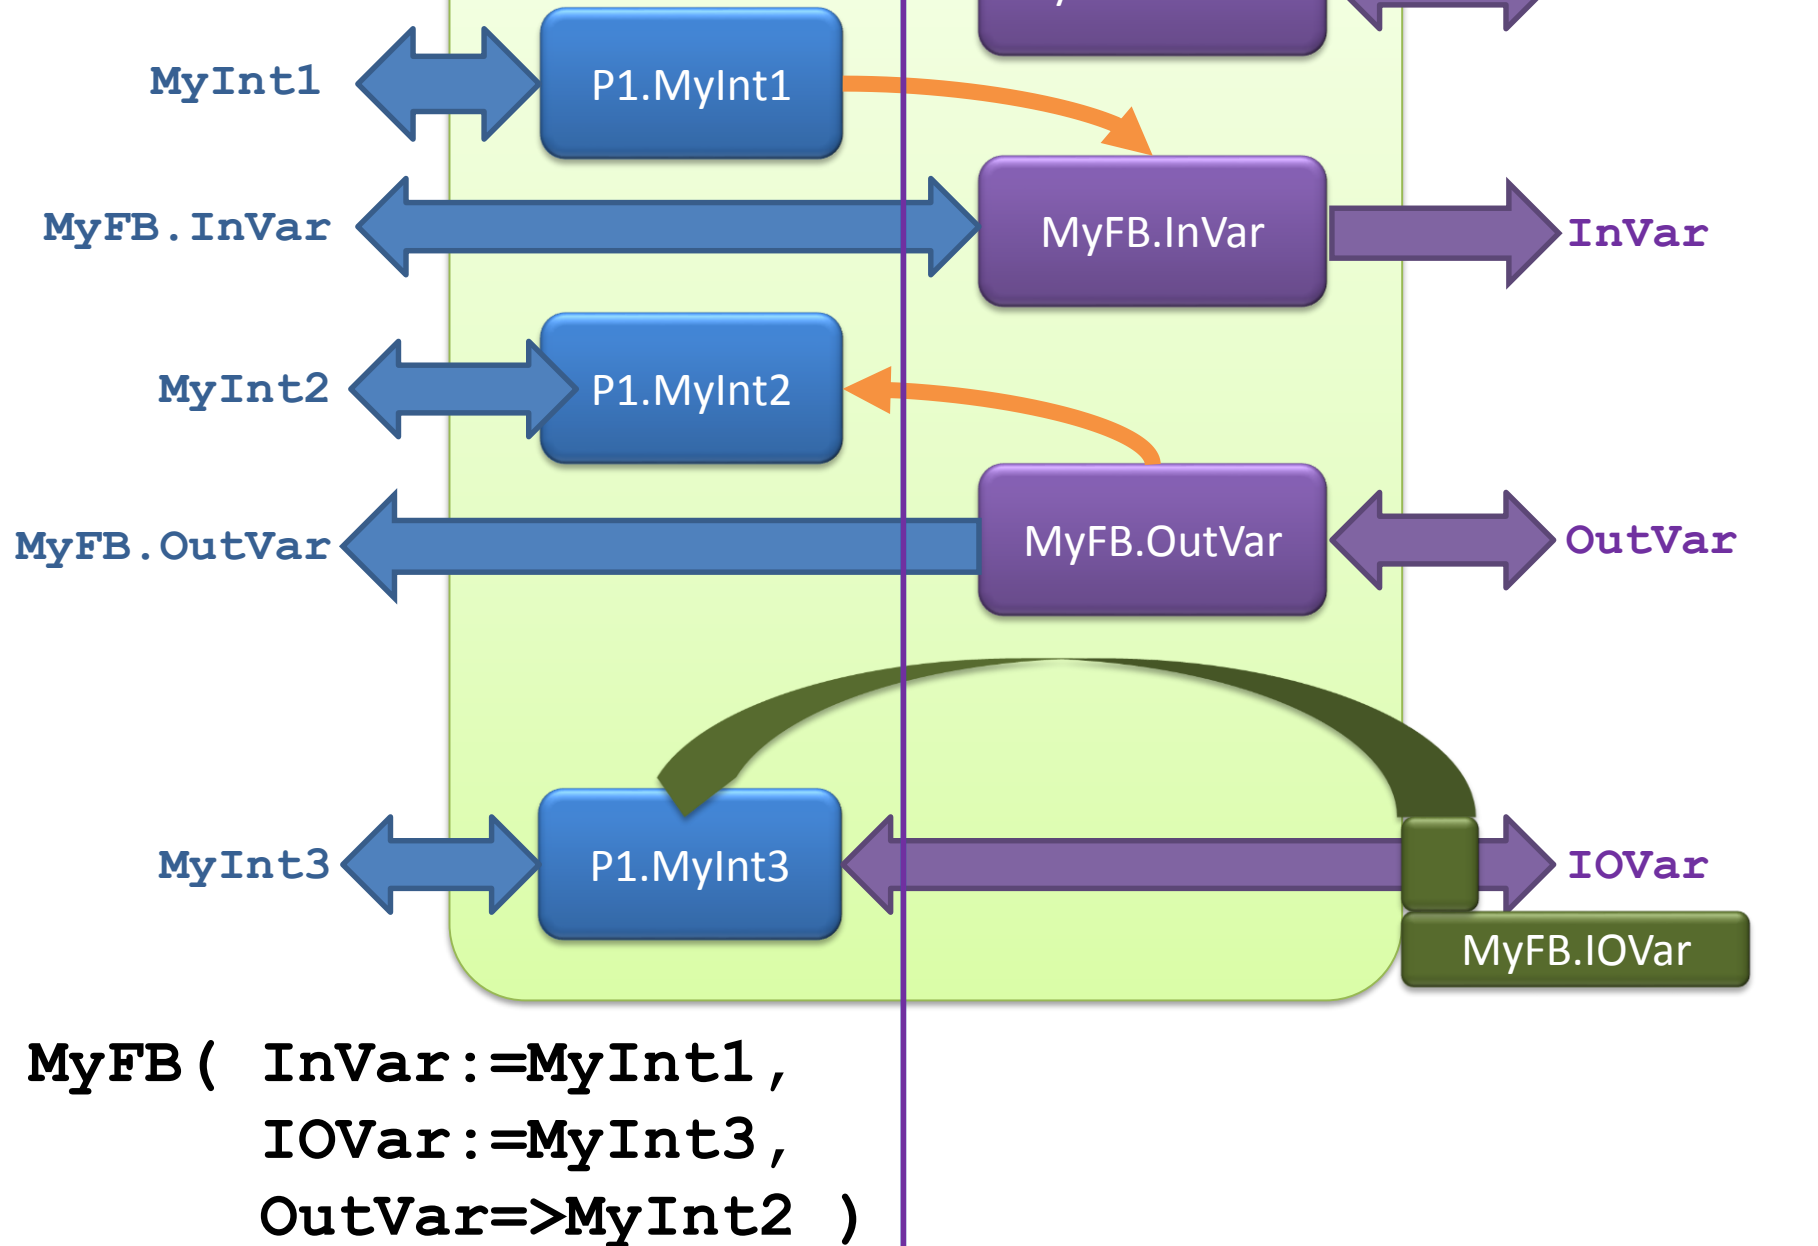 MyInt1
P1.MyInt1
MyFB.InVar
MyFB.InVar
InVar
MyInt2
P1.MyInt2
MyFB.OutVar
MyFB.OutVar
OutVar
MyInt3
P1.MyInt3
IOVar
MyFB.IOVar
MyFB( InVar:=MyInt1,
IOVar:=MyInt3,
OutVar=>MyInt2 )